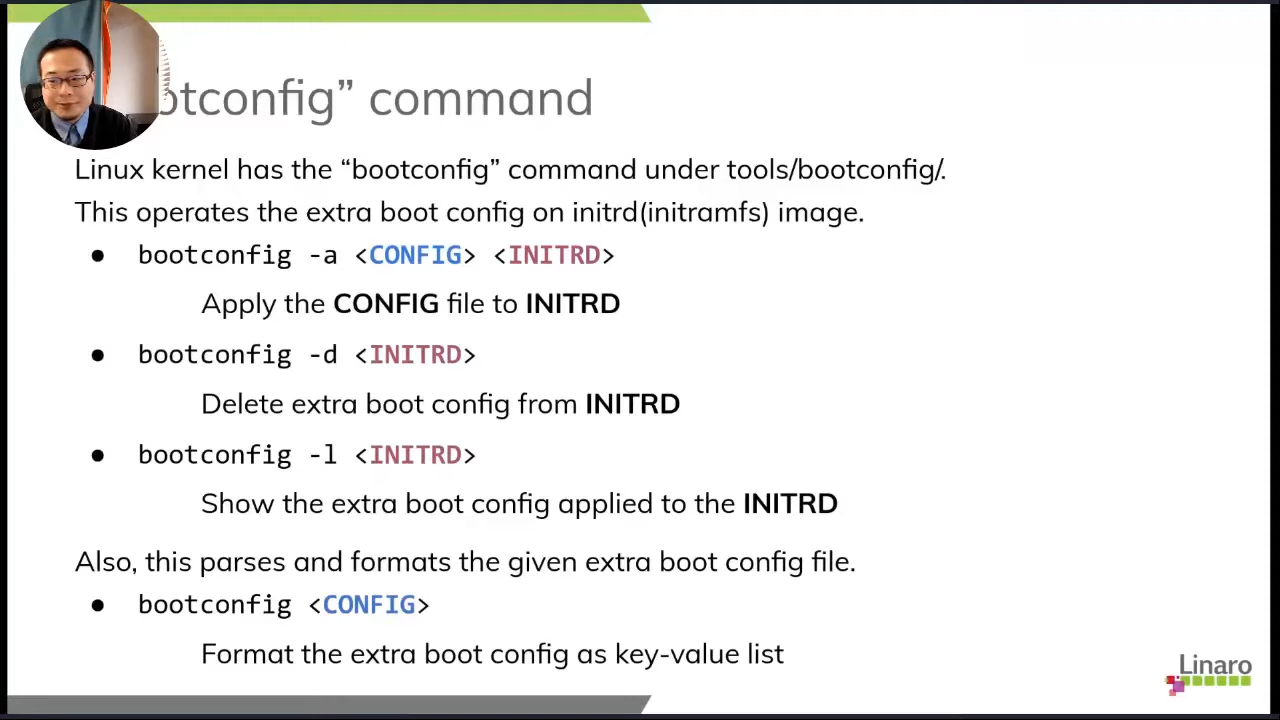 otconfig” command
Linux kernel has the “bootconfig” command under tools/bootconfig/.
This operates the extra boot config on initrd(initramfs) image.
● bootconfig -a <CONFIG> <INITRD>
Apply the CONFIG file to INITRD
● bootconfig -d <INITRD>
Delete extra boot config from INITRD
● bootconfig -l <INITRD>
Show the extra boot config applied to the INITRD
Also, this parses and formats the given extra boot config file.
● bootconfig <CONFIG>
Format the extra boot config as key-value list
Linaro